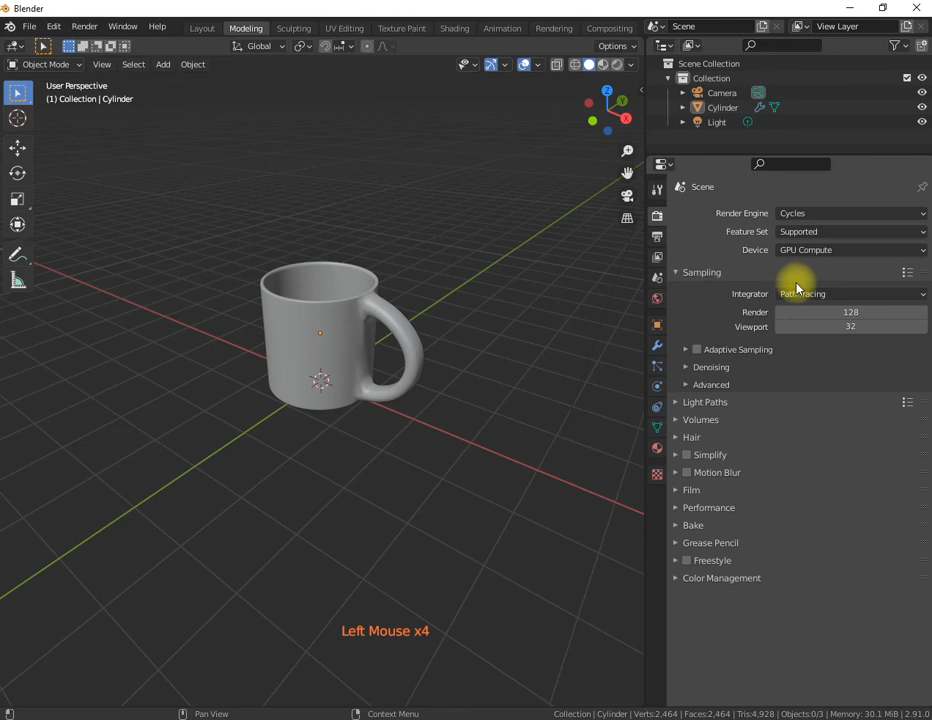 Blender
File Edit Render Window Help Layout Modeling Sculpting UV Editing Texture Paint Shading Animation Rendering Compositing Scene View Layer
Global Options
Object Mode View Select Add Object
User Perspective
(1) Collection | Cylinder
Z
Y
X
Scene Collection
Collection
Camera
Cylinder
Light
Scene
Render Engine Cycles
Feature Set Supported
Device GPU Compute
Sampling
Integrator Path Tracing
Render 128
Viewport 32
Adaptive Sampling
Denoising
Advanced
Light Paths
Volumes
Hair
Simplify
Motion Blur
Film
Performance
Bake
Grease Pencil
Freestyle
Color Management
Left Mouse x4
Pan View Context Menu Collection | Cylinder | Verts:2,464 | Faces:2,464 | Tris:4,928 | Objects:0/3 | Memory: 30.1 MiB | 2.91.0